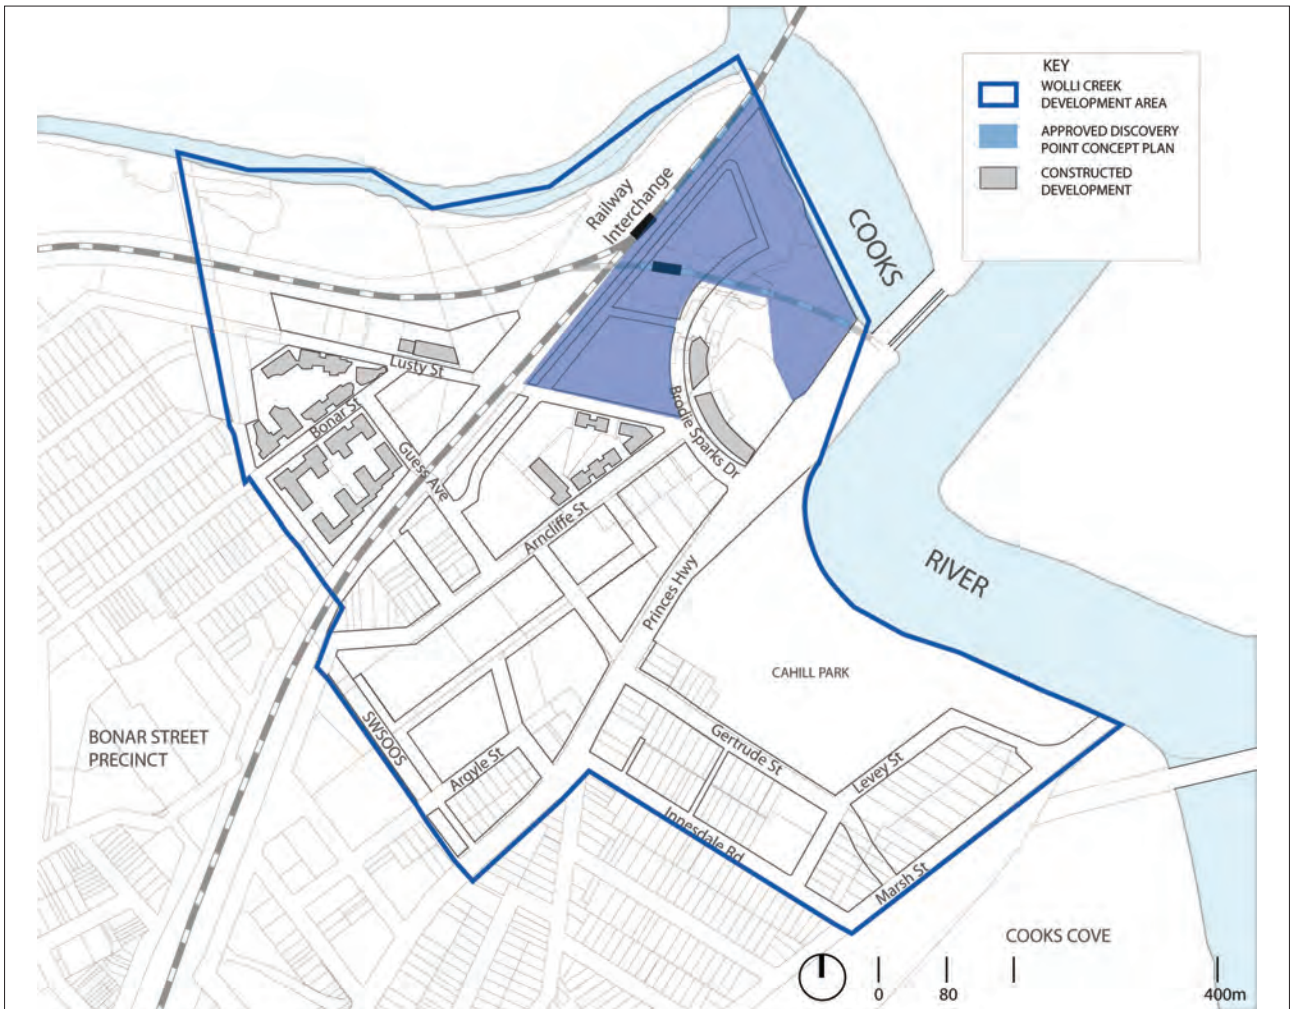 KEY
WOLLI CREEK
DEVELOPMENT AREA
APPROVED DISCOVERY
POINT CONCEPT PLAN
CONSTRUCTED
DEVELOPMENT
Railway
Interchange
COOKS
Lusty St
Bonar St
Guess Ave
Brodie Sparks Dr
Arncliffe St
RIVER
Princes Hwy
CAHILL PARK
SWSOOS
BONAR STREET
PRECINCT
Argyle St
Gertrude St
Levey St
Innesdale Rd
Marsh St
COOKS COVE
0
80
400m